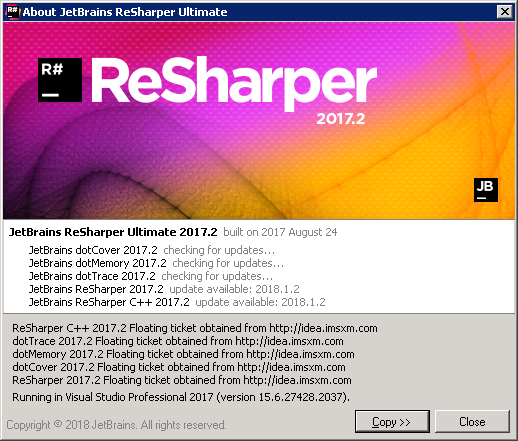 About JetBrains ReSharper Ultimate
R#
ReSharper
2017.2
JB
JetBrains ReSharper Ultimate 2017.2 built on 2017 August 24
JetBrains dotCover 2017.2 checking for updates...
JetBrains dotMemory 2017.2 checking for updates...
JetBrains dotTrace 2017.2 checking for updates...
JetBrains ReSharper 2017.2 update available: 2018.1.2
JetBrains ReSharper C++ 2017.2 update available: 2018.1.2
ReSharper C++ 2017.2 Floating ticket obtained from http://idea.imsxm.com
dotTrace 2017.2 Floating ticket obtained from http://idea.imsxm.com
dotMemory 2017.2 Floating ticket obtained from http://idea.imsxm.com
dotCover 2017.2 Floating ticket obtained from http://idea.imsxm.com
ReSharper 2017.2 Floating ticket obtained from http://idea.imsxm.com
Running in Visual Studio Professional 2017 (version 15.6.27428.2037).
Copyright © 2018 JetBrains. All rights reserved.
Copy >>
Close